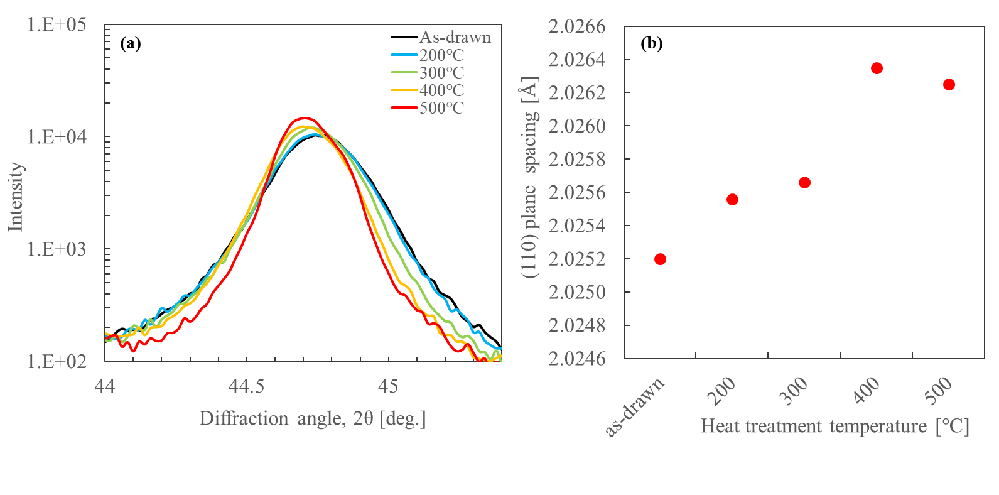 (a)
1.E+05
1.E+04
1.E+03
1.E+02
Intensity
As-drawn
200℃
300℃
400℃
500℃
44
44.5
45
Diffraction angle, 2θ [deg.]
(b)
2.0266
2.0264
2.0262
2.0260
2.0258
2.0256
2.0254
2.0252
2.0250
2.0248
2.0246
(110) plane spacing [Å]
as-drawn
200
300
400
500
Heat treatment temperature [℃]